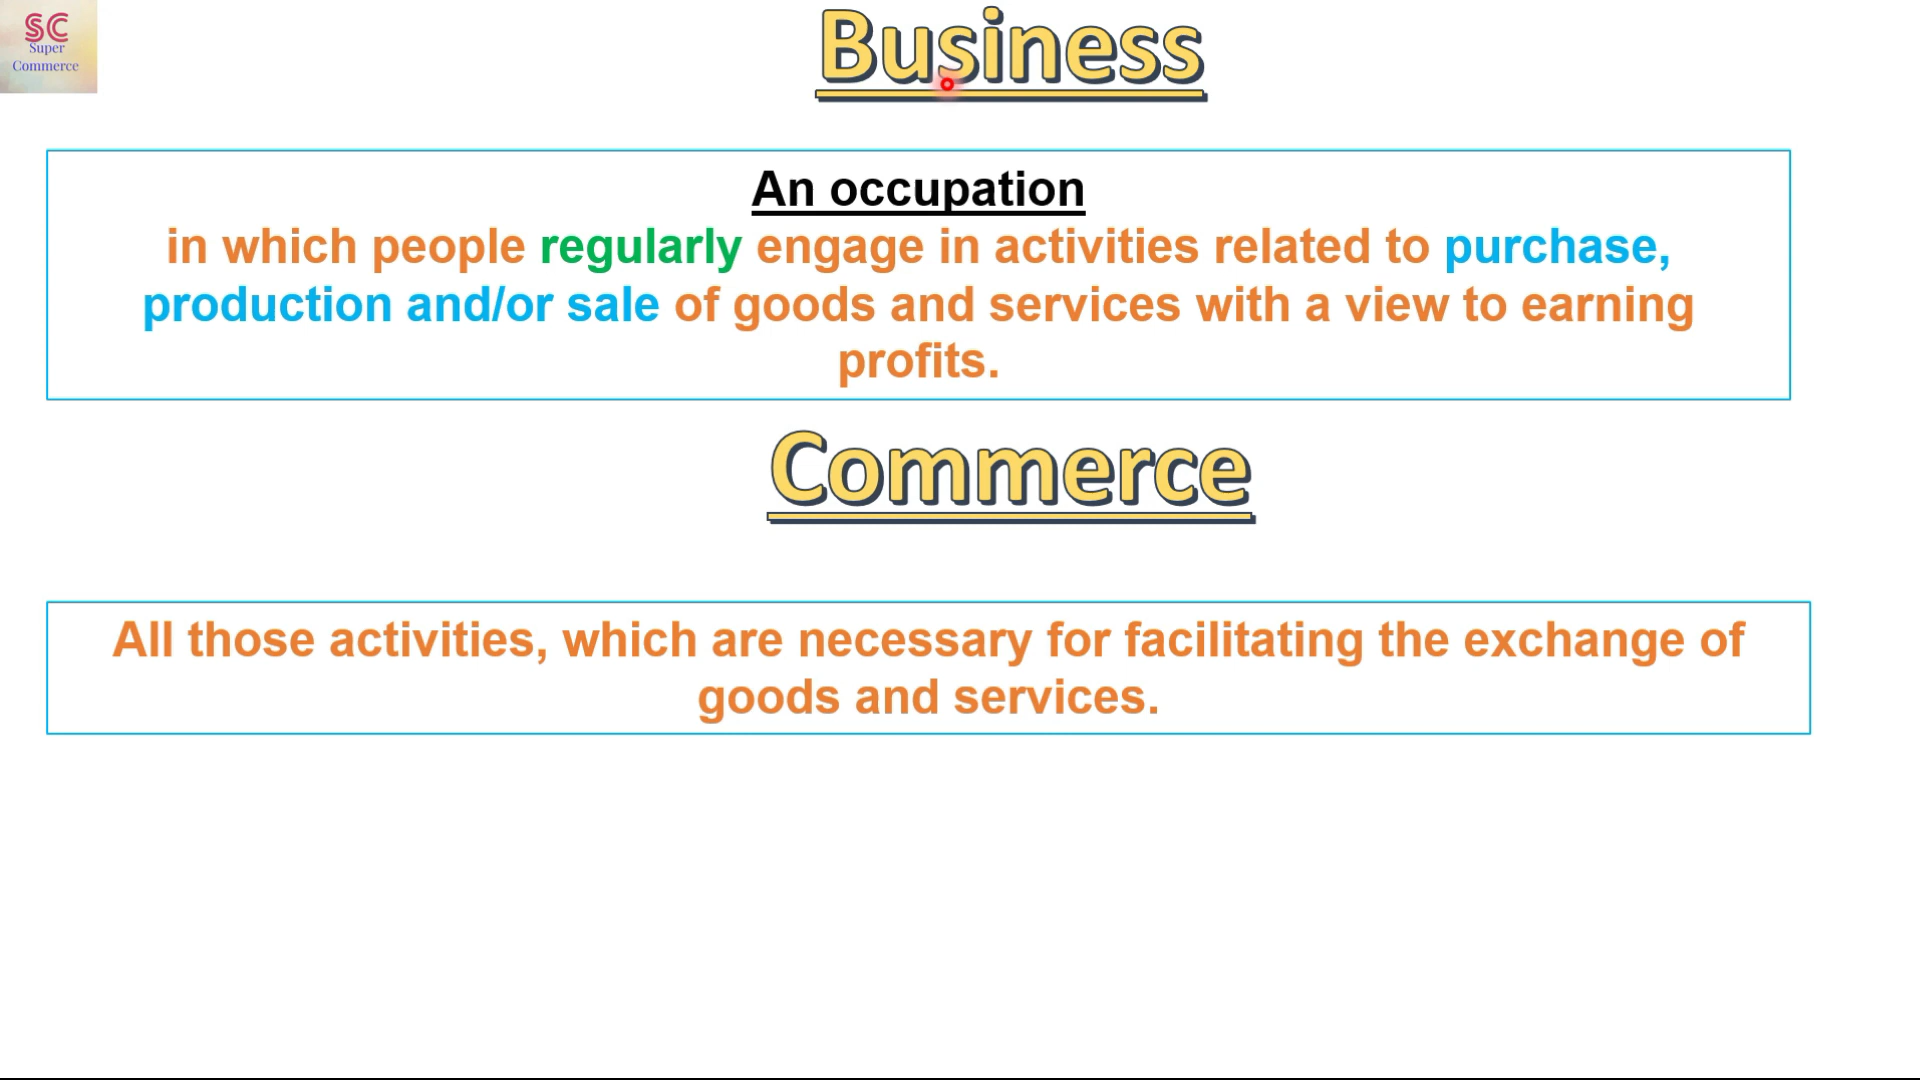 SC
Super
Commerce
Business
An occupation
in which people regularly engage in activities related to purchase,
production and/or sale of goods and services with a view to earning
profits.
Commerce
All those activities, which are necessary for facilitating the exchange of
goods and services.